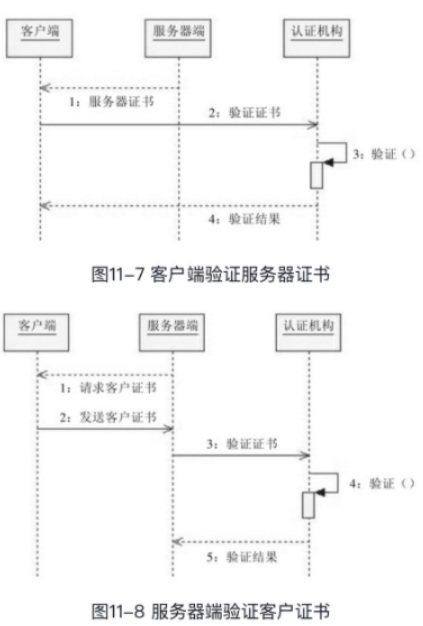 客户端 服务器端 认证机构
1：服务器证书
2：验证证书
3：验证（）
4：验证结果
图11-7 客户端验证服务器证书
客户端 服务器端 认证机构
1：请求客户证书
2：发送客户证书
3：验证证书
4：验证（）
5：验证结果
图11-8 服务器端验证客户证书